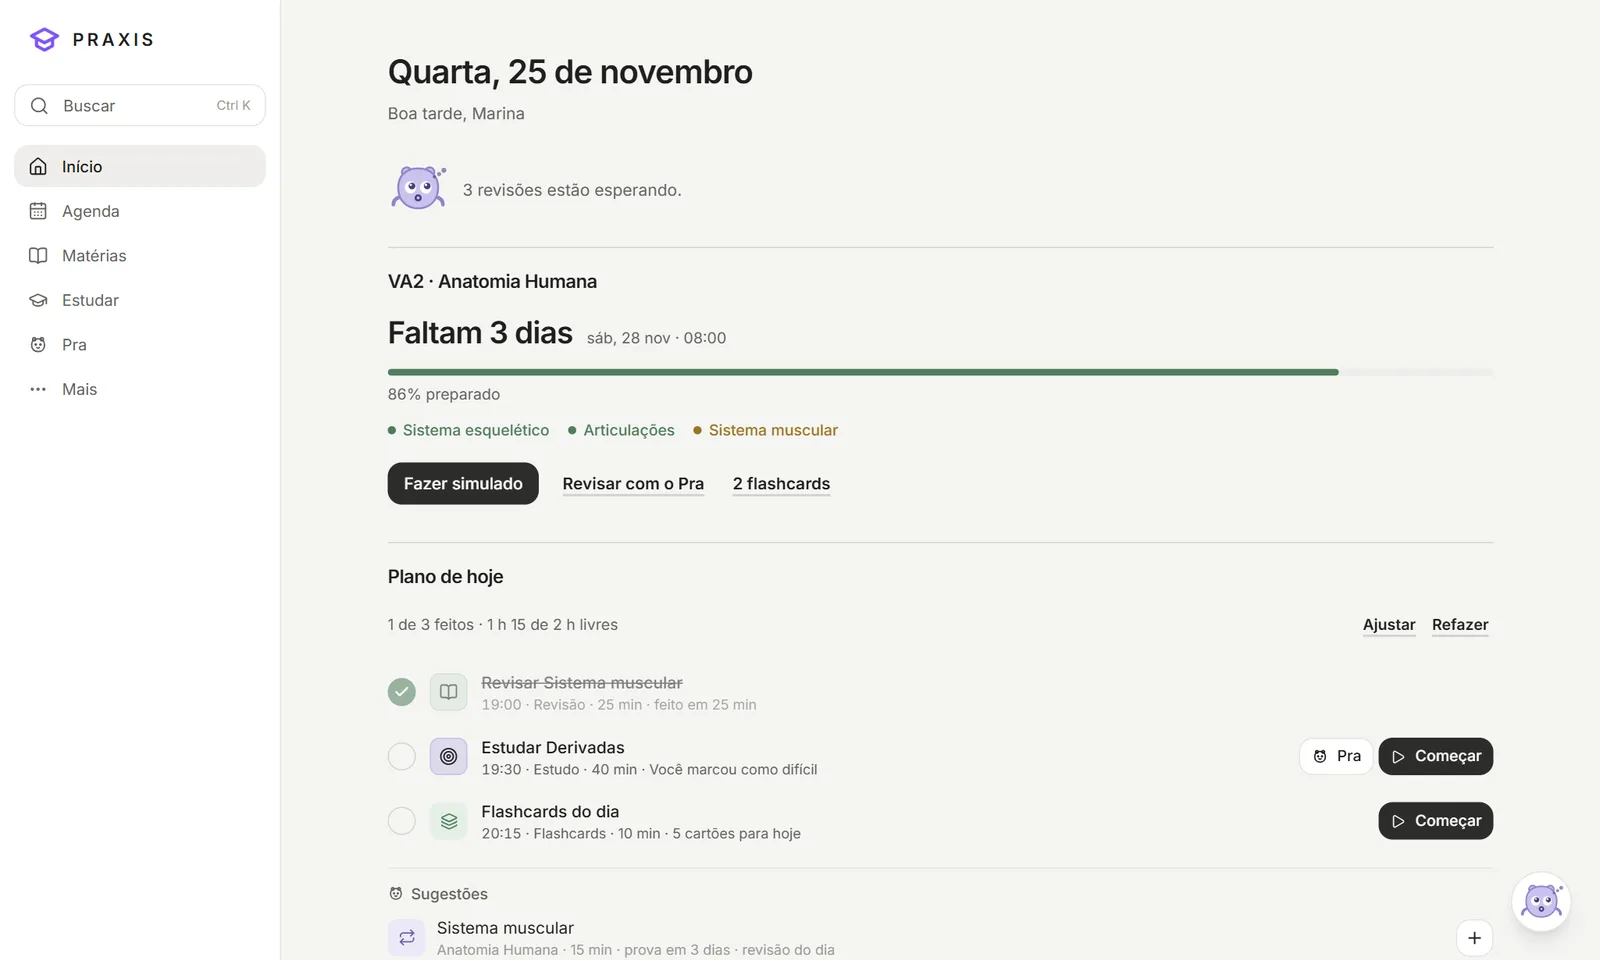 PRAXIS
Buscar Ctrl K
Início
Agenda
Matérias
Estudar
Pra
Mais
Quarta, 25 de novembro
Boa tarde, Marina
3 revisões estão esperando.
VA2 · Anatomia Humana
Faltam 3 dias sáb, 28 nov · 08:00
86% preparado
Sistema esquelético Articulações Sistema muscular
Fazer simulado Revisar com o Pra 2 flashcards
Plano de hoje
1 de 3 feitos · 1 h 15 de 2 h livres Ajustar Refazer
Revisar Sistema muscular
19:00 · Revisão · 25 min · feito em 25 min
Estudar Derivadas
19:30 · Estudo · 40 min · Você marcou como difícil
Pra Começar
Flashcards do dia
20:15 · Flashcards · 10 min · 5 cartões para hoje
Começar
Sugestões
Sistema muscular
Anatomia Humana · 15 min · prova em 3 dias · revisão do dia